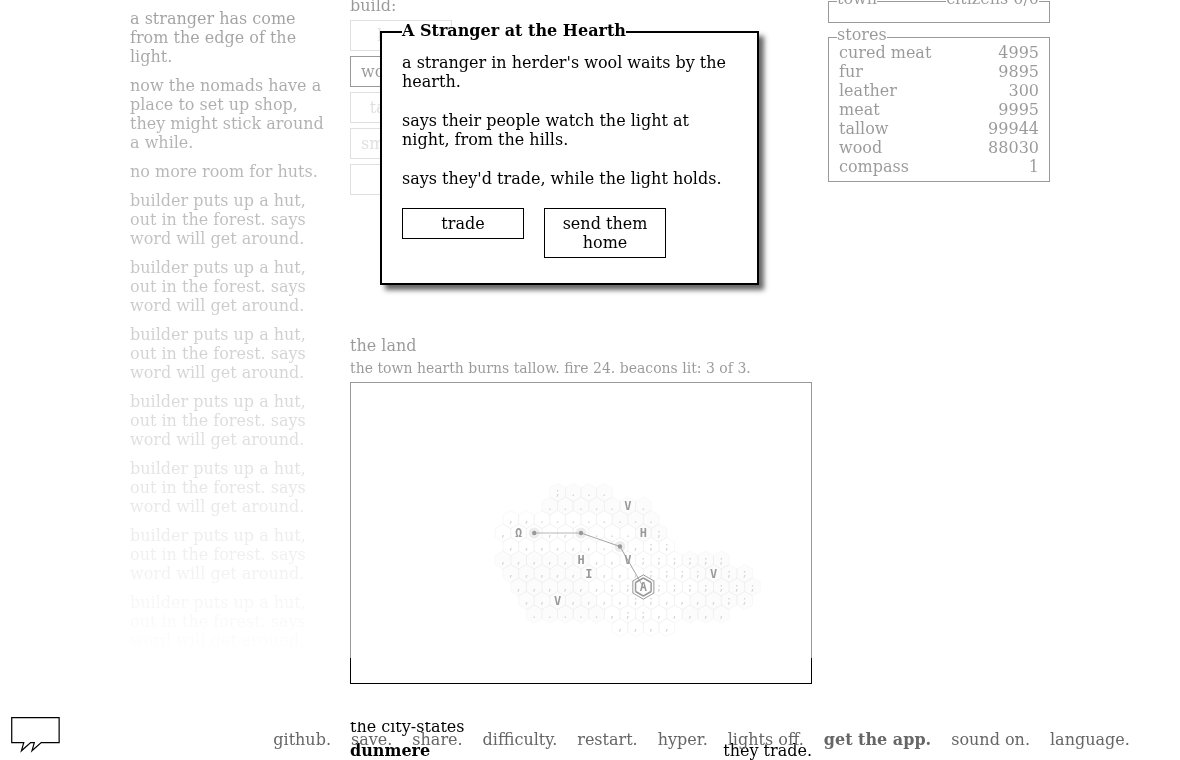 a stranger has come
from the edge of the
light.
now the nomads have a
place to set up shop,
they might stick around
a while.
no more room for huts.
builder puts up a hut,
out in the forest. says
word will get around.
builder puts up a hut,
out in the forest. says
word will get around.
builder puts up a hut,
out in the forest. says
word will get around.
builder puts up a hut,
out in the forest. says
word will get around.
builder puts up a hut,
out in the forest. says
word will get around.
builder puts up a hut,
out in the forest. says
word will get around.
builder puts up a hut,
out in the forest. says
word will get around.
build:
A Stranger at the Hearth
a stranger in herder's wool waits by the
hearth.
says their people watch the light at
night, from the hills.
says they'd trade, while the light holds.
trade
send them
home
town citizens 0/0
stores
cured meat 4995
fur 9895
leather 300
meat 9995
tallow 99944
wood 88030
compass 1
the land
the town hearth burns tallow. fire 24. beacons lit: 3 of 3.
V
Ω H
H V
I V
A
V
the city-states
dunmere they trade.
github. save. share. difficulty. restart. hyper. lights off. get the app. sound on. language.